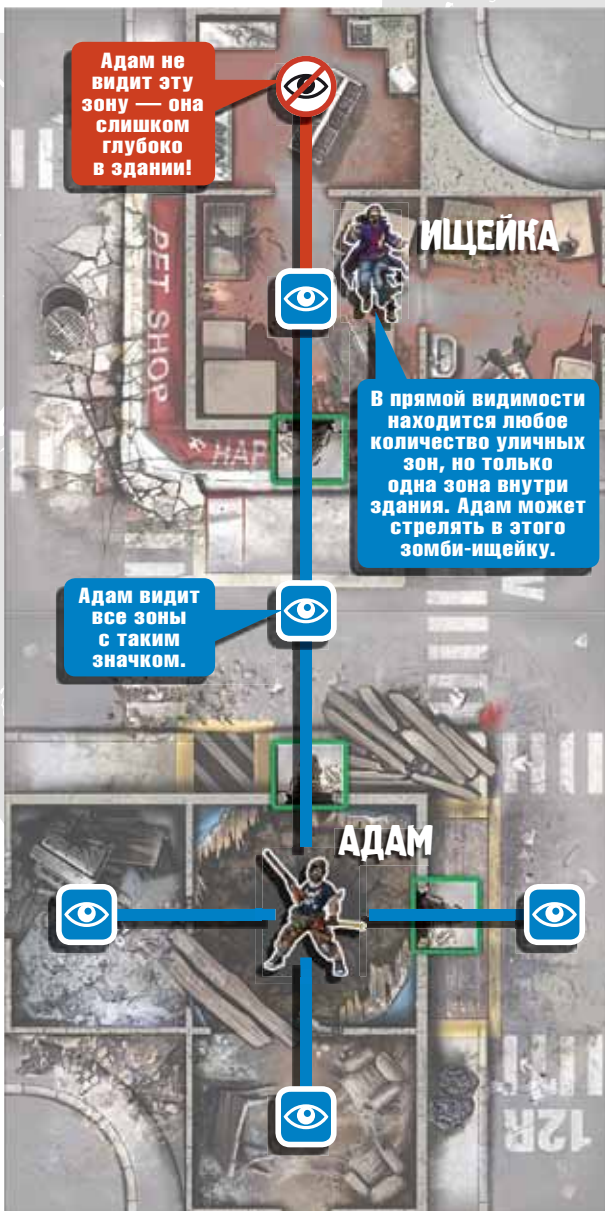 Адам не
видит эту
зону — она
слишком
глубоко
в здании!
ИЩЕЙКА
PET SHOP
HAP
В прямой видимости
находится любое
количество уличных
зон, но только
одна зона внутри
здания. Адам может
стрелять в этого
зомби-ищейку.
Адам видит
все зоны
с таким
значком.
АДАМ
12R